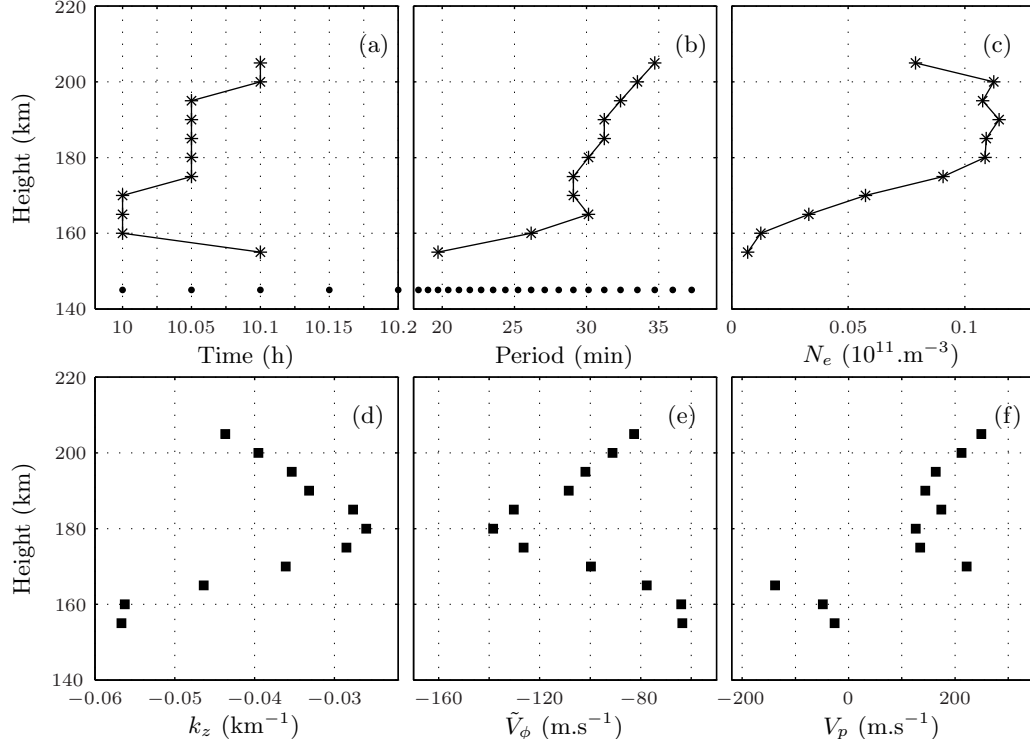 220
200
180
160
140
Height (km)
(a) (b) (c)
10 10.05 10.1 10.15 10.2 20 25 30 35 0 0.05 0.1
Time (h) Period (min) Nₑ (10¹¹.m⁻³)
220
200
180
160
140
Height (km)
(d) (e) (f)
−0.06 −0.05 −0.04 −0.03 −160 −120 −80 −200 0 200
k_z (km⁻¹) Ṽ_ϕ (m.s⁻¹) V_p (m.s⁻¹)